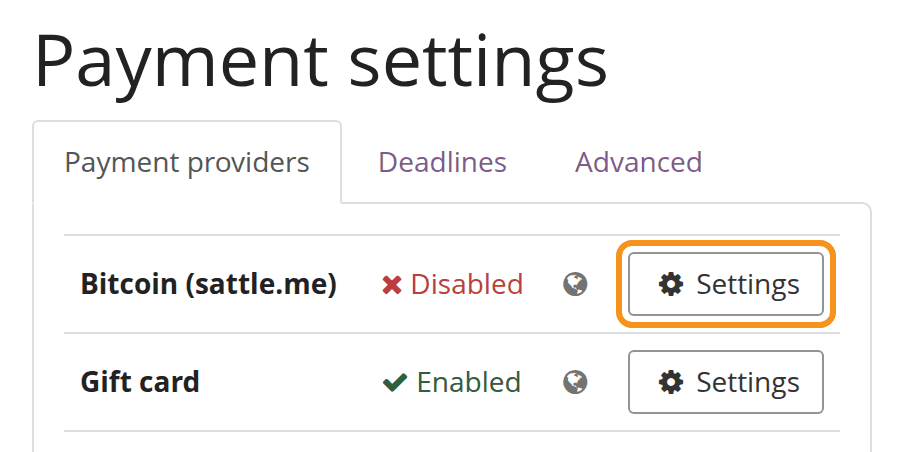 Payment settings
Payment providers Deadlines Advanced
Bitcoin (sattle.me) Disabled Settings
Gift card Enabled Settings